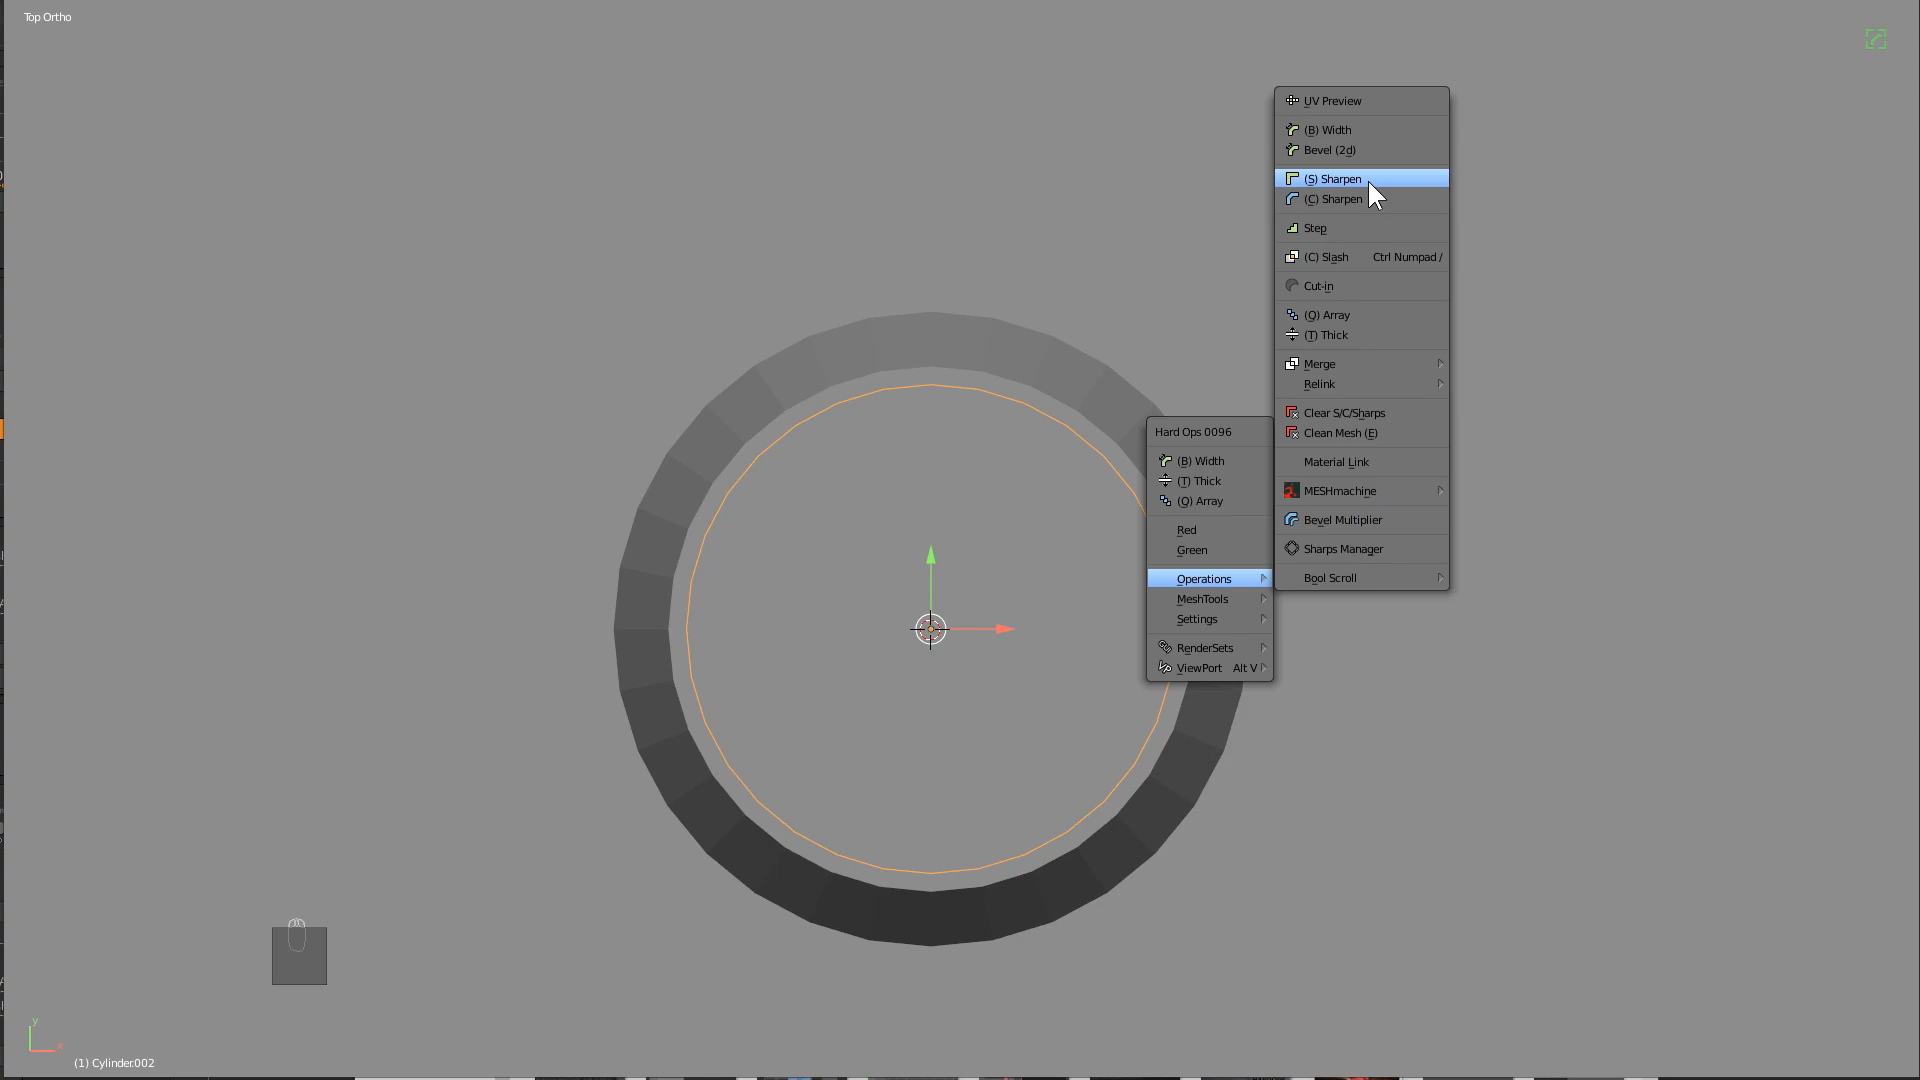 Top Ortho
UV Preview
(B) Width
Bevel (2d)
(S) Sharpen
(C) Sharpen
Step
(C) Slash Ctrl Numpad /
Cut-in
(Q) Array
(T) Thick
Merge
Relink
Clear S/C/Sharps
Clean Mesh (E)
Material Link
MESHmachine
Bevel Multiplier
Sharps Manager
Bool Scroll
Hard Ops 0096
(B) Width
(T) Thick
(Q) Array
Red
Green
Operations
MeshTools
Settings
RenderSets
ViewPort Alt V
y
x
(1) Cylinder.002